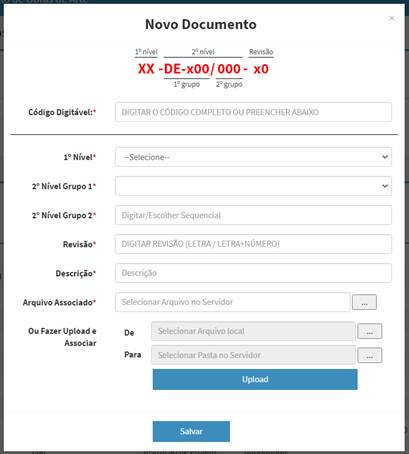 Novo Documento
×
1º nível 2º nível Revisão
XX -DE-x00/000- x0
1º grupo 2º grupo
Código Digitável:* DIGITAR O CÓDIGO COMPLETO OU PREENCHER ABAIXO
1º Nível* --Selecione--
2º Nível Grupo 1*
2º Nível Grupo 2* Digitar/Escolher Sequencial
Revisão* DIGITAR REVISÃO (LETRA / LETRA+NÚMERO)
Descrição* Descrição
Arquivo Associado* Selecionar Arquivo no Servidor ...
Ou Fazer Upload e
Associar
De Selecionar Arquivo local ...
Para Selecionar Pasta no Servidor ...
Upload
Salvar